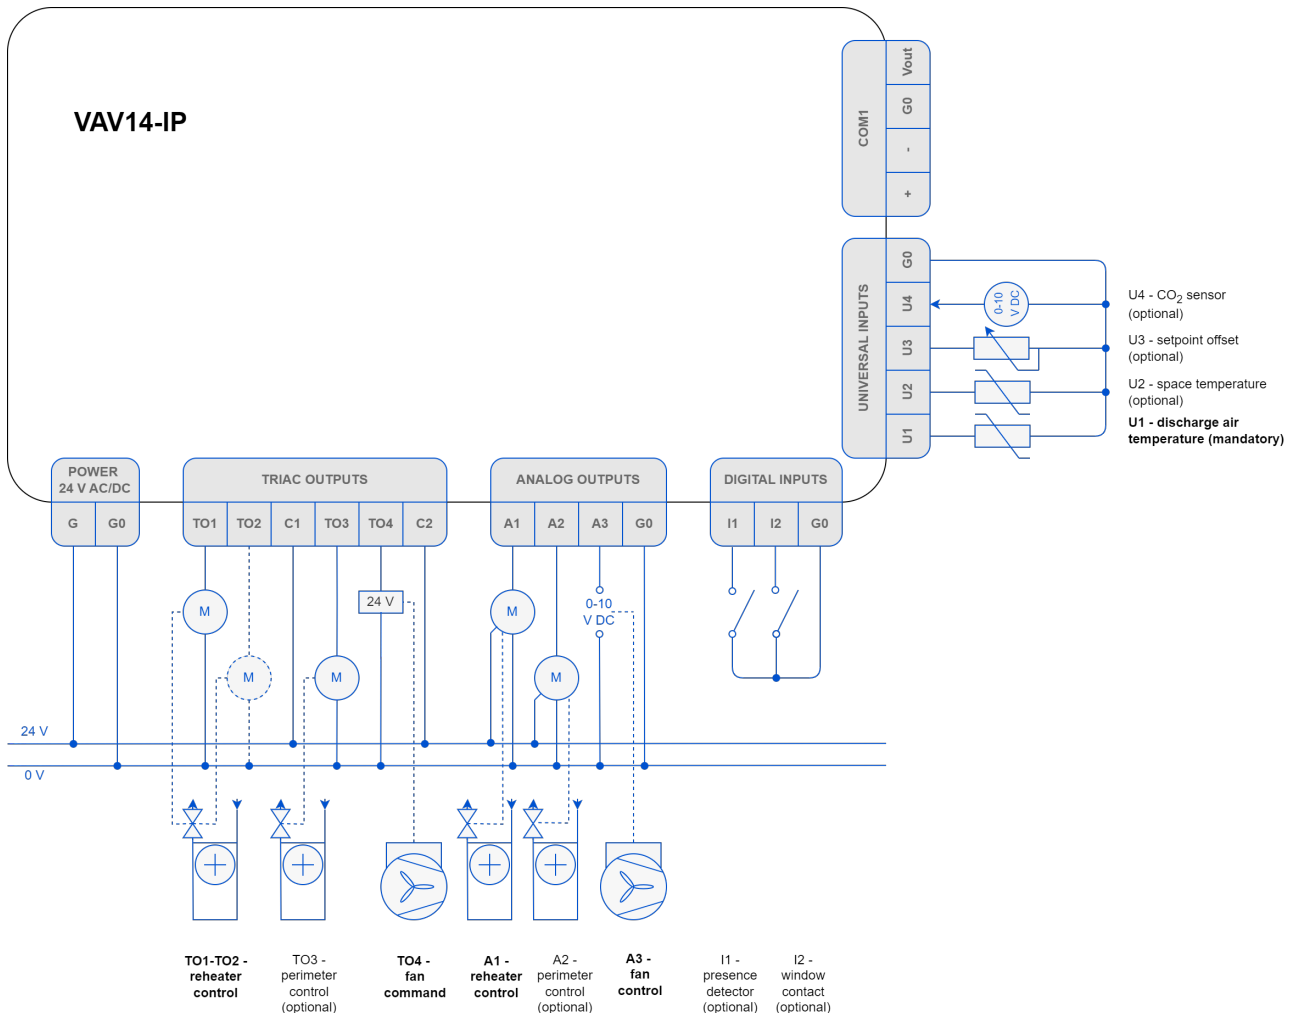 VAV14-IP
COM1
Vout
G0
-
+
UNIVERSAL INPUTS
G0
U4
U3
U2
U1
0-10
V DC
U4 - CO2 sensor
(optional)
U3 - setpoint offset
(optional)
U2 - space temperature
(optional)
U1 - discharge air
temperature (mandatory)
POWER
24 V AC/DC
G G0
TRIAC OUTPUTS
TO1 TO2 C1 TO3 TO4 C2
ANALOG OUTPUTS
A1 A2 A3 G0
DIGITAL INPUTS
I1 I2 G0
M
24 V
M
0-10
V DC
M
M
M
24 V
0 V
TO1-TO2 -
reheater
control
TO3 -
perimeter
control
(optional)
TO4 -
fan
command
A1 -
reheater
control
A2 -
perimeter
control
(optional)
A3 -
fan
control
I1 -
presence
detector
(optional)
I2 -
window
contact
(optional)